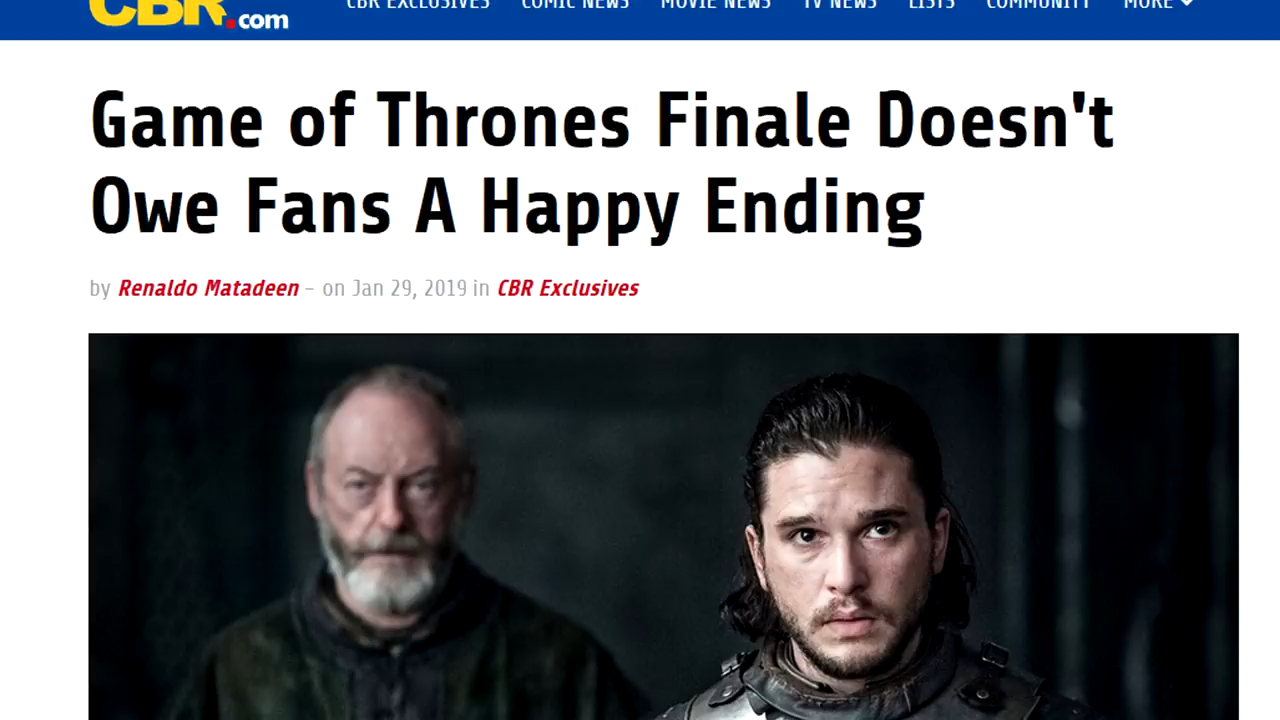 CBR.com
CBR EXCLUSIVES COMIC NEWS MOVIE NEWS TV NEWS LISTS COMMUNITY MORE
Game of Thrones Finale Doesn't
Owe Fans A Happy Ending
by Renaldo Matadeen – on Jan 29, 2019 in CBR Exclusives